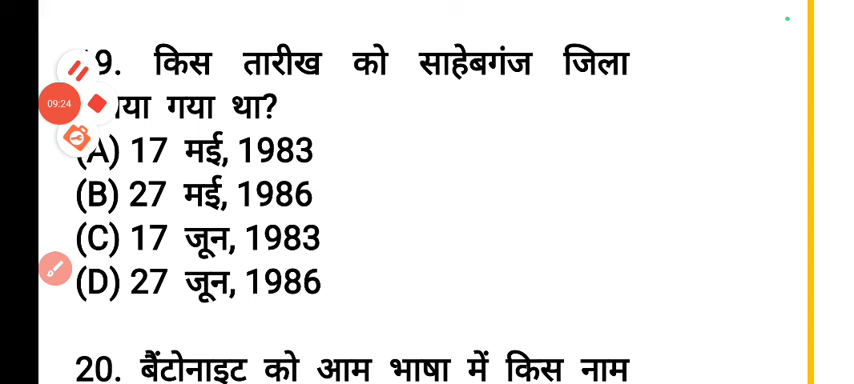 9. किस तारीख को साहेबगंज जिला
गया था?
09:24
(A) 17 मई, 1983
(B) 27 मई, 1986
(C) 17 जून, 1983
(D) 27 जून, 1986
20. बैंटोनाइट को आम भाषा में किस नाम